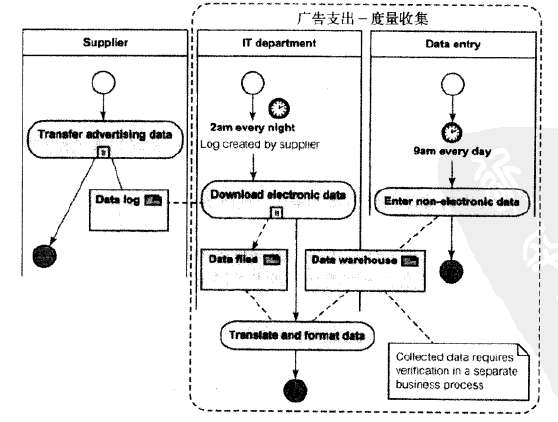 广告支出 – 度量收集
Supplier
IT department
Data entry
2am every night
Log created by supplier
Transfer advertising data
9am every day
Data log
Download electronic data
Enter non-electronic data
Data files
Data warehouse
Translate and format data
Collected data requires
verification in a separate
business process